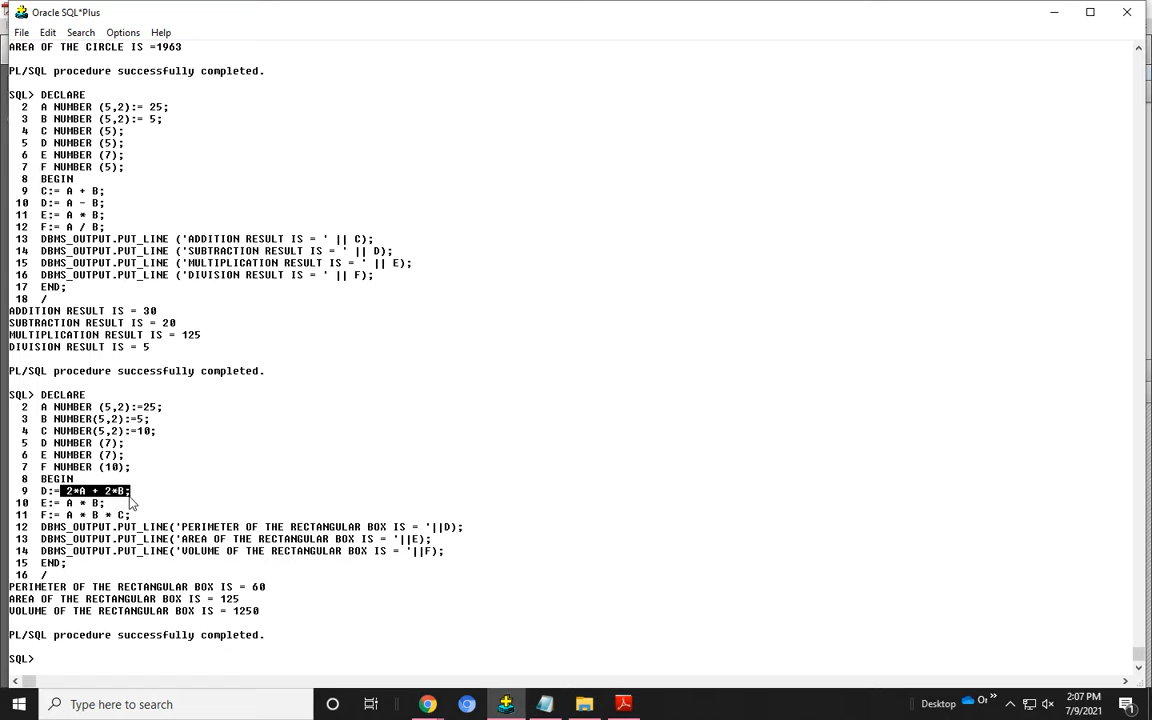 Oracle SQL*Plus
File Edit Search Options Help
AREA OF THE CIRCLE IS =1963
PL/SQL procedure successfully completed.
SQL> DECLARE
2 A NUMBER (5,2):= 25;
3 B NUMBER (5,2):= 5;
4 C NUMBER (5);
5 D NUMBER (5);
6 E NUMBER (7);
7 F NUMBER (5);
8 BEGIN
9 C:= A + B;
10 D:= A - B;
11 E:= A * B;
12 F:= A / B;
13 DBMS_OUTPUT.PUT_LINE ('ADDITION RESULT IS = ' || C);
14 DBMS_OUTPUT.PUT_LINE ('SUBTRACTION RESULT IS = ' || D);
15 DBMS_OUTPUT.PUT_LINE ('MULTIPLICATION RESULT IS = ' || E);
16 DBMS_OUTPUT.PUT_LINE ('DIVISION RESULT IS = ' || F);
17 END;
18 /
ADDITION RESULT IS = 30
SUBTRACTION RESULT IS = 20
MULTIPLICATION RESULT IS = 125
DIVISION RESULT IS = 5
PL/SQL procedure successfully completed.
SQL> DECLARE
2 A NUMBER (5,2):=25;
3 B NUMBER(5,2):=5;
4 C NUMBER(5,2):=10;
5 D NUMBER (7);
6 E NUMBER (7);
7 F NUMBER (10);
8 BEGIN
9 D:= 2*A + 2*B;
10 E:= A * B;
11 F:= A * B * C;
12 DBMS_OUTPUT.PUT_LINE('PERIMETER OF THE RECTANGULAR BOX IS = '||D);
13 DBMS_OUTPUT.PUT_LINE('AREA OF THE RECTANGULAR BOX IS = '||E);
14 DBMS_OUTPUT.PUT_LINE('VOLUME OF THE RECTANGULAR BOX IS = '||F);
15 END;
16 /
PERIMETER OF THE RECTANGULAR BOX IS = 60
AREA OF THE RECTANGULAR BOX IS = 125
VOLUME OF THE RECTANGULAR BOX IS = 1250
PL/SQL procedure successfully completed.
SQL>
Type here to search
Desktop
Or
2:07 PM
7/9/2021
1